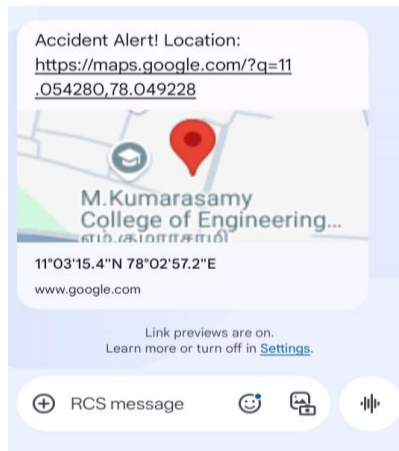 Accident Alert! Location:
https://maps.google.com/?q=11
.054280,78.049228
M.Kumarasamy
College of Engineering...
எம்.குமாரசாமி
11°03'15.4"N 78°02'57.2"E
www.google.com
Link previews are on.
Learn more or turn off in Settings.
RCS message